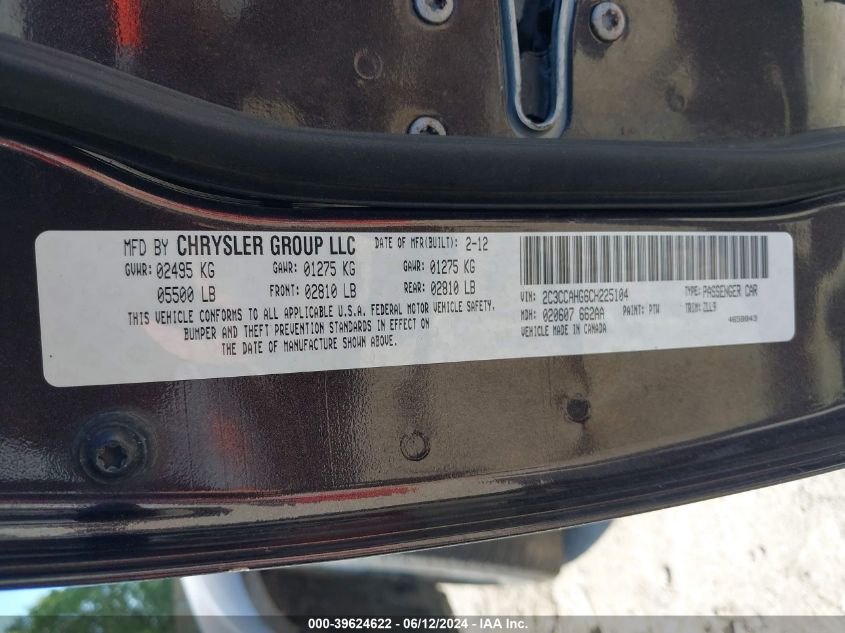 MFD BY CHRYSLER GROUP LLC DATE OF MFR(BUILT): 2-12
GVWR: 02495 KG GAWR: 01275 KG GAWR: 01275 KG
05500 LB FRONT: 02810 LB REAR: 02810 LB
THIS VEHICLE CONFORMS TO ALL APPLICABLE U.S.A. FEDERAL MOTOR VEHICLE SAFETY,
BUMPER AND THEFT PREVENTION STANDARDS IN EFFECT ON
THE DATE OF MANUFACTURE SHOWN ABOVE.
VIN: 2C3CCAHG6CH225104 TYPE: PASSENGER CAR
MDH: 020607 662AA PAINT: PTW TRIM: ZLL9
VEHICLE MADE IN CANADA 4658843
000-39624622 - 06/12/2024 - IAA Inc.